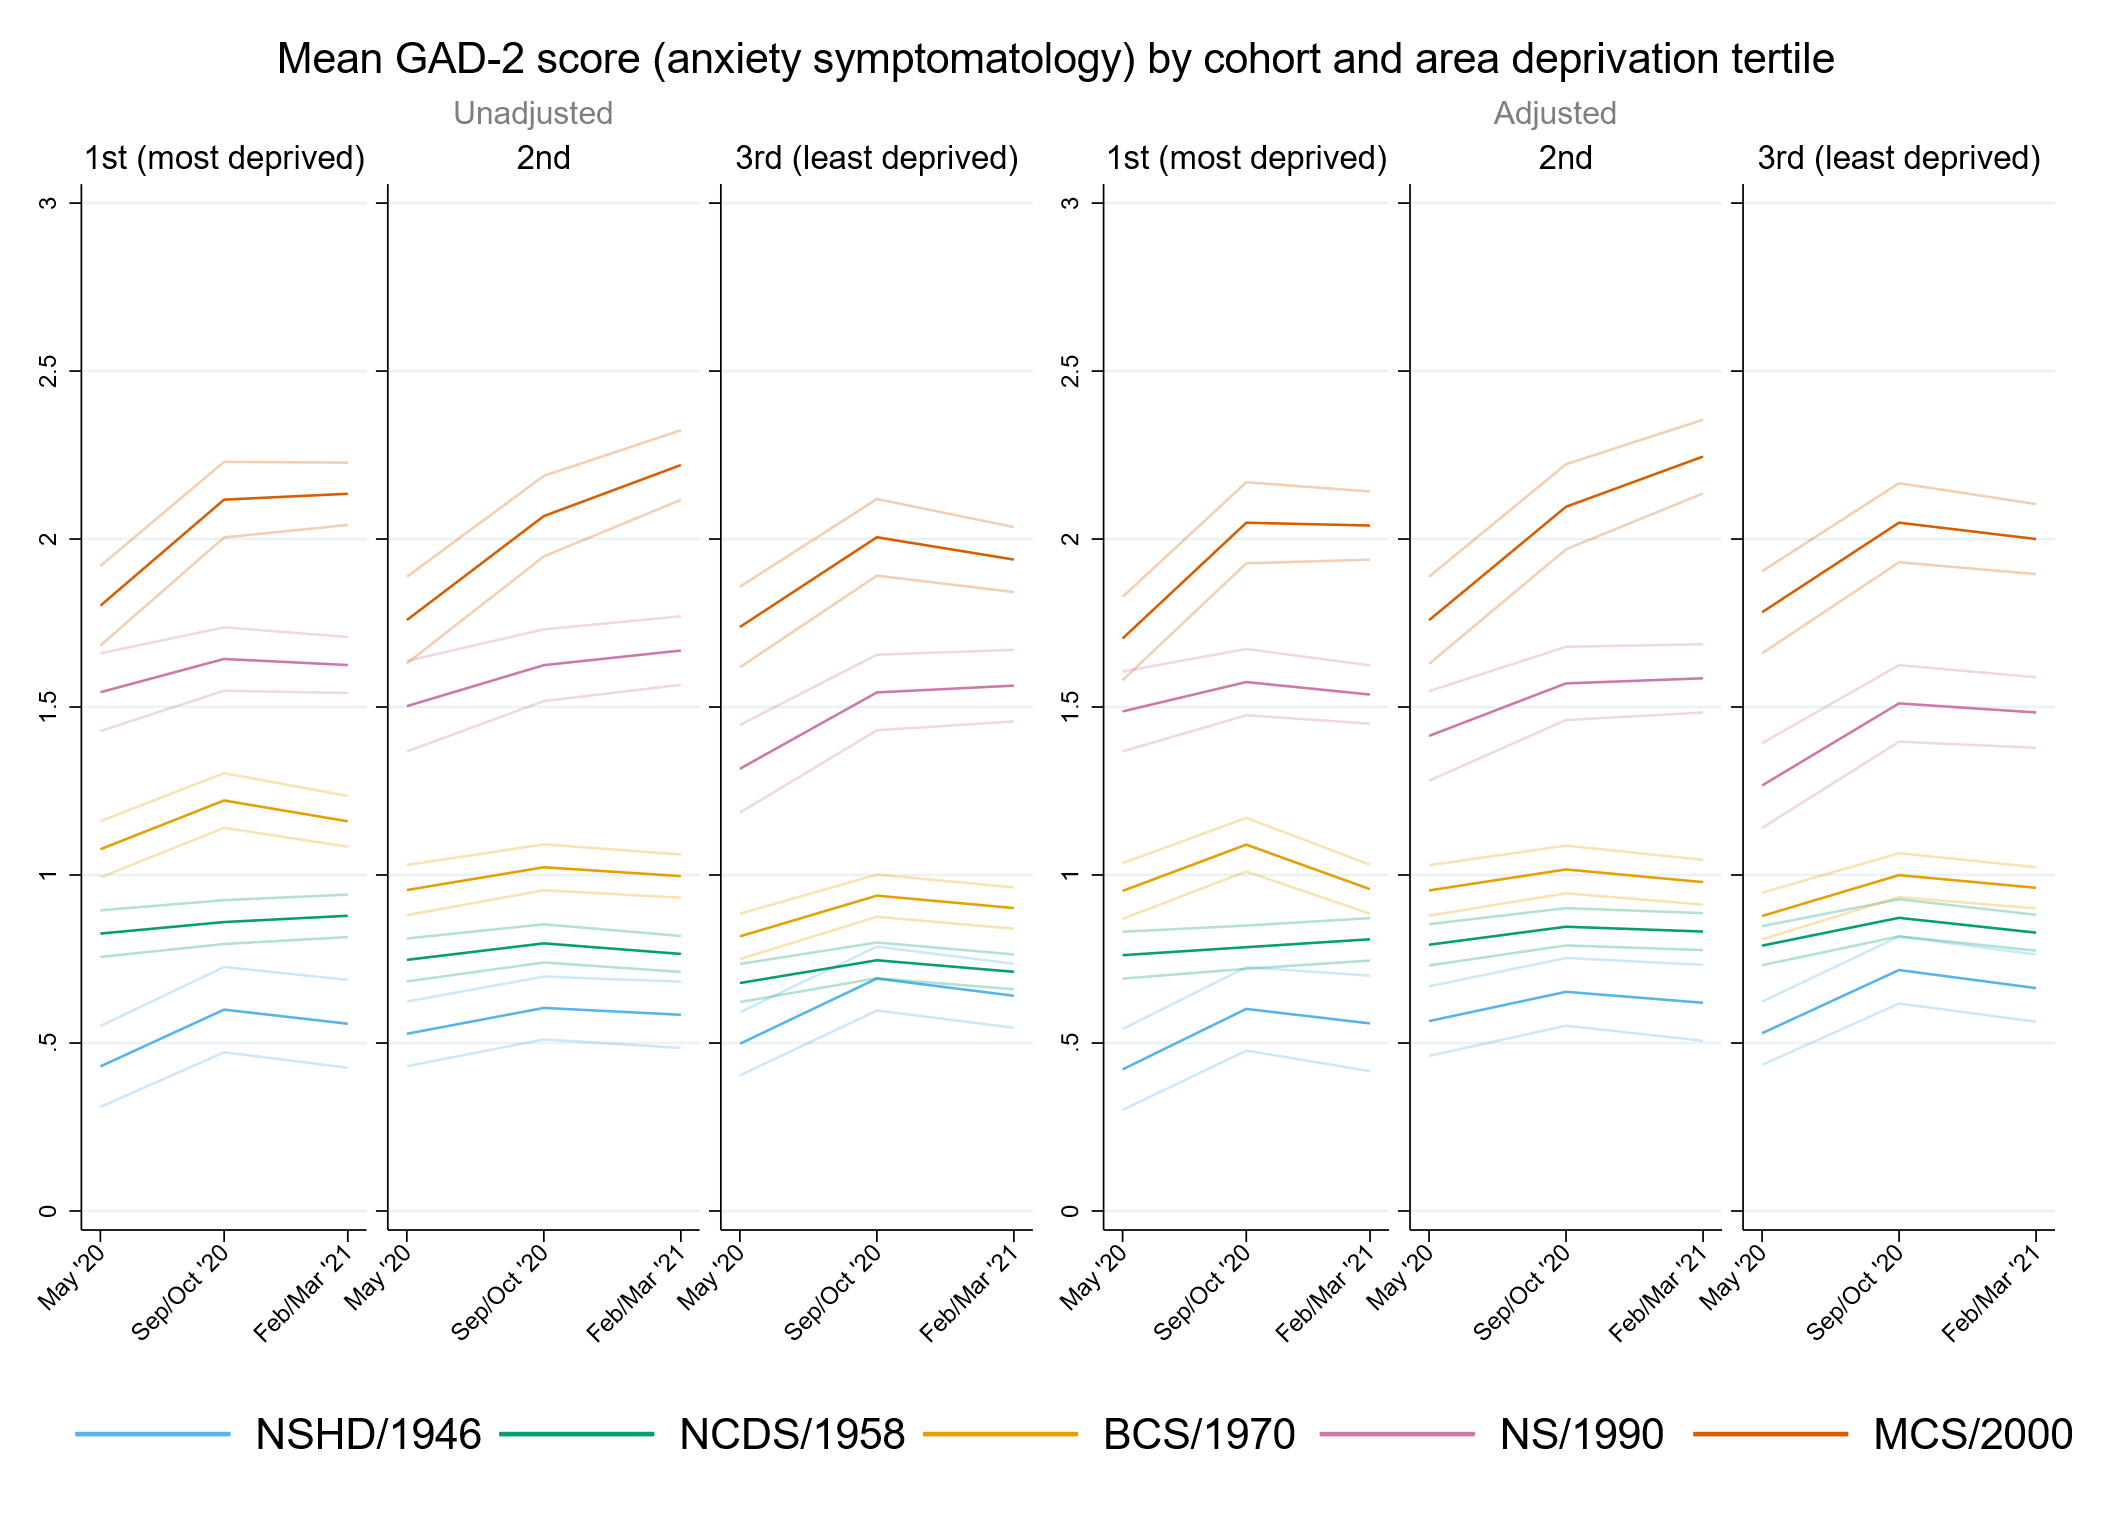 Mean GAD-2 score (anxiety symptomatology) by cohort and area deprivation tertile
Unadjusted
Adjusted
1st (most deprived)
2nd
3rd (least deprived)
1st (most deprived)
2nd
3rd (least deprived)
3
2.5
2
1.5
1
.5
0
3
2.5
2
1.5
1
.5
0
May '20
Sep/Oct '20
Feb/Mar '21
May '20
Sep/Oct '20
Feb/Mar '21
May '20
Sep/Oct '20
Feb/Mar '21
May '20
Sep/Oct '20
Feb/Mar '21
May '20
Sep/Oct '20
Feb/Mar '21
May '20
Sep/Oct '20
Feb/Mar '21
NSHD/1946
NCDS/1958
BCS/1970
NS/1990
MCS/2000